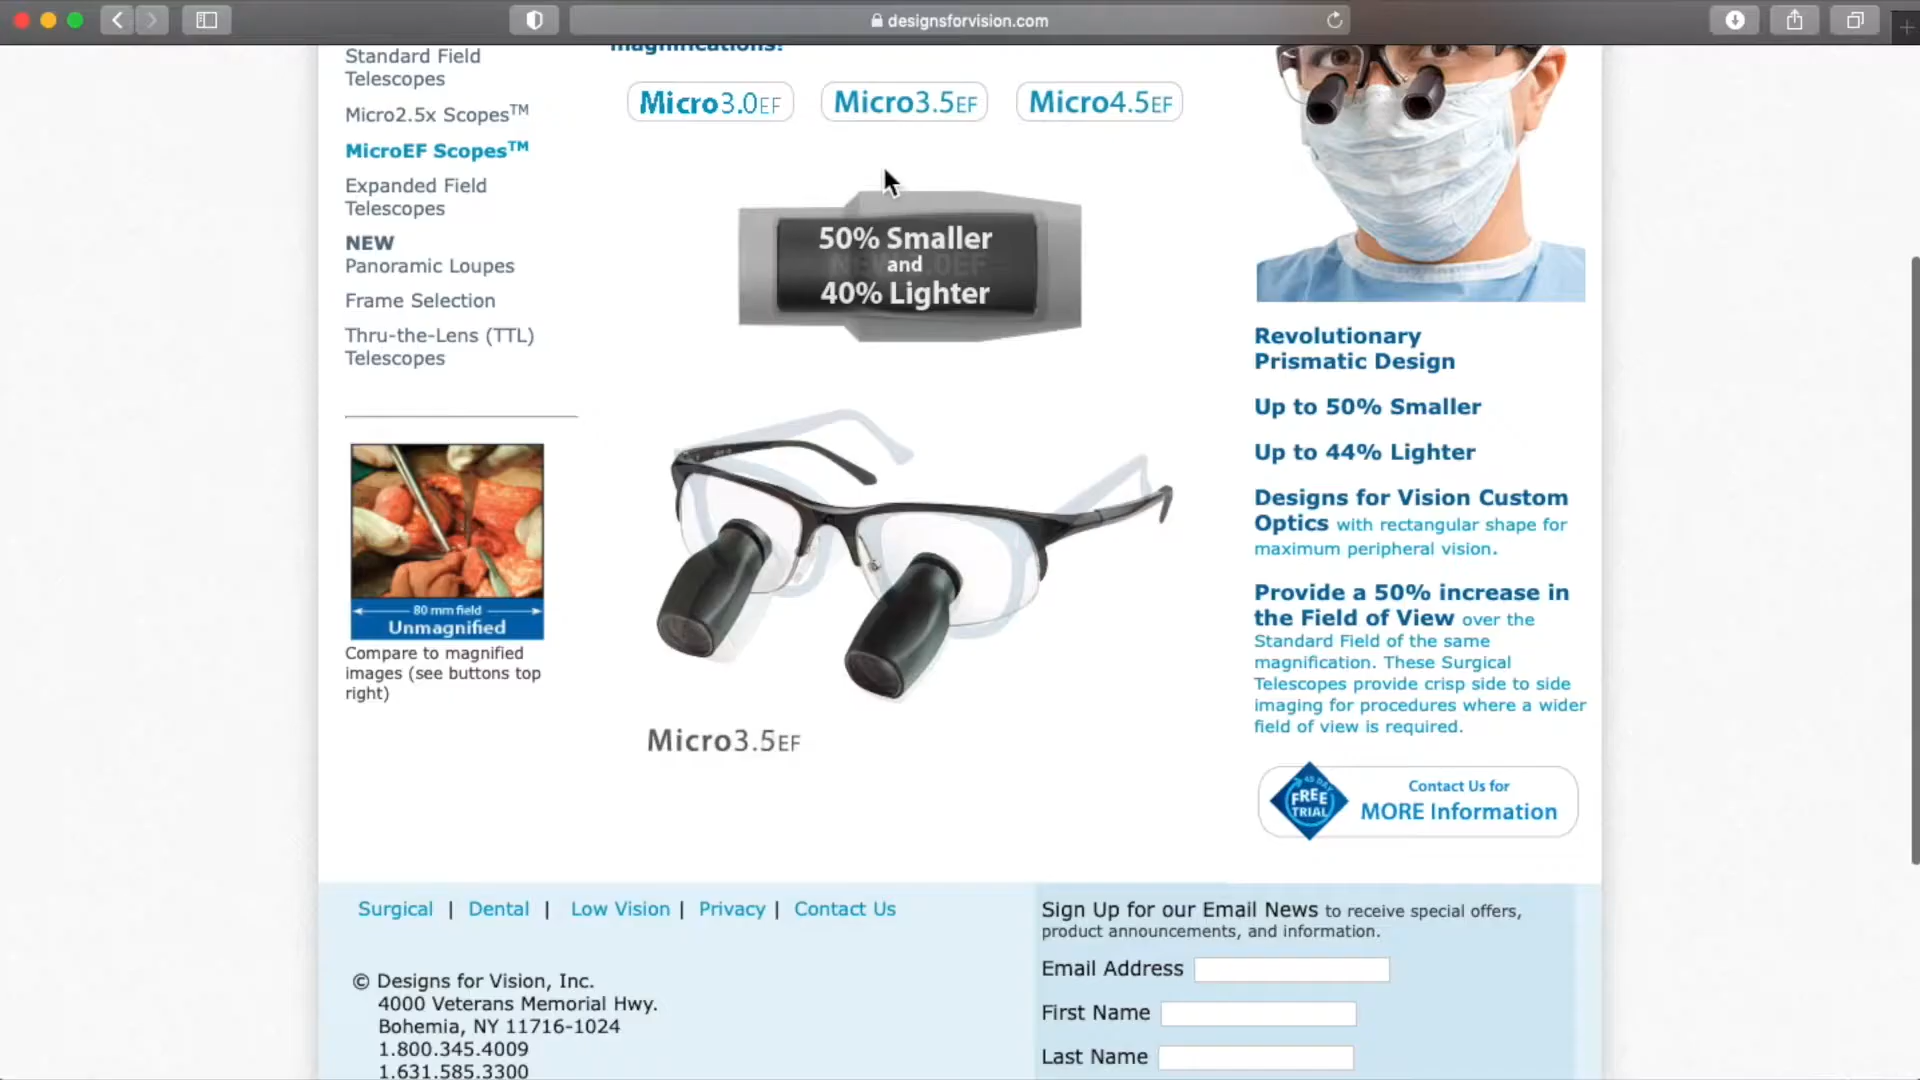 designsforvision.com
magnifications!
Standard Field
Telescopes
Micro2.5x Scopes™
MicroEF Scopes™
Expanded Field
Telescopes
NEW
Panoramic Loupes
Frame Selection
Thru-the-Lens (TTL)
Telescopes
80 mm field
Unmagnified
Compare to magnified
images (see buttons top
right)
Micro3.0EF
Micro3.5EF
Micro4.5EF
50% Smaller
and
40% Lighter
Micro3.5EF
Revolutionary
Prismatic Design
Up to 50% Smaller
Up to 44% Lighter
Designs for Vision Custom
Optics with rectangular shape for
maximum peripheral vision.
Provide a 50% increase in
the Field of View over the
Standard Field of the same
magnification. These Surgical
Telescopes provide crisp side to side
imaging for procedures where a wider
field of view is required.
45 DAY
FREE
TRIAL
Contact Us for
MORE Information
Surgical | Dental | Low Vision | Privacy | Contact Us
© Designs for Vision, Inc.
4000 Veterans Memorial Hwy.
Bohemia, NY 11716-1024
1.800.345.4009
1.631.585.3300
Sign Up for our Email News to receive special offers,
product announcements, and information.
Email Address
First Name
Last Name